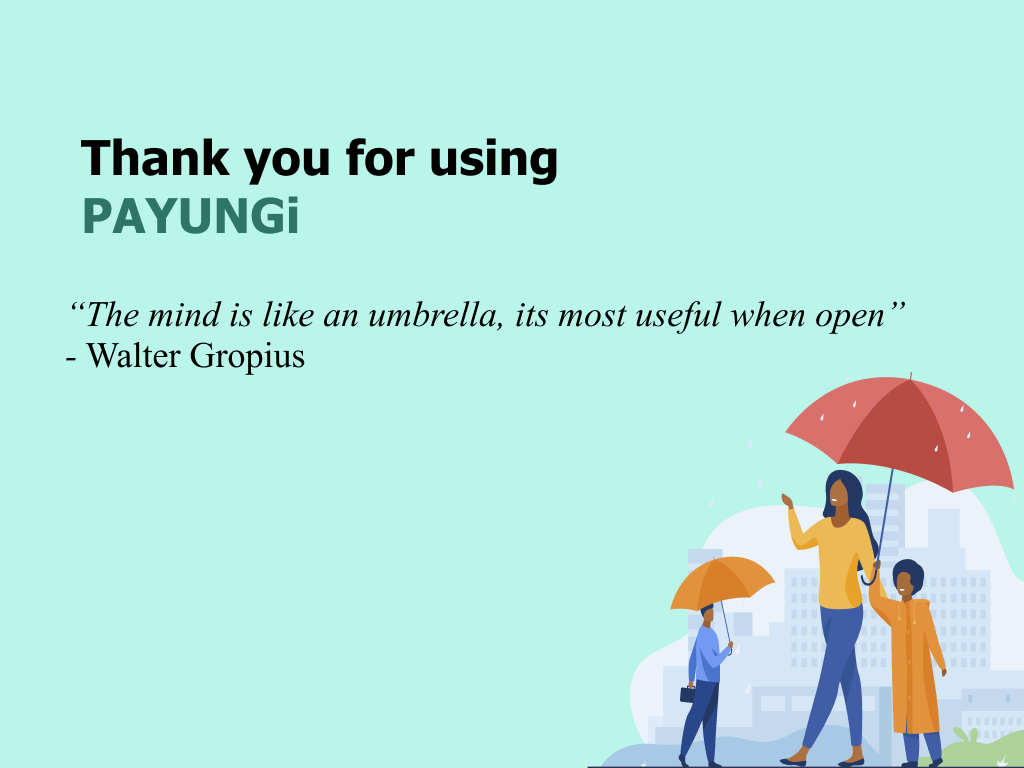 Thank you for using
PAYUNGi
“The mind is like an umbrella, its most useful when open”
- Walter Gropius